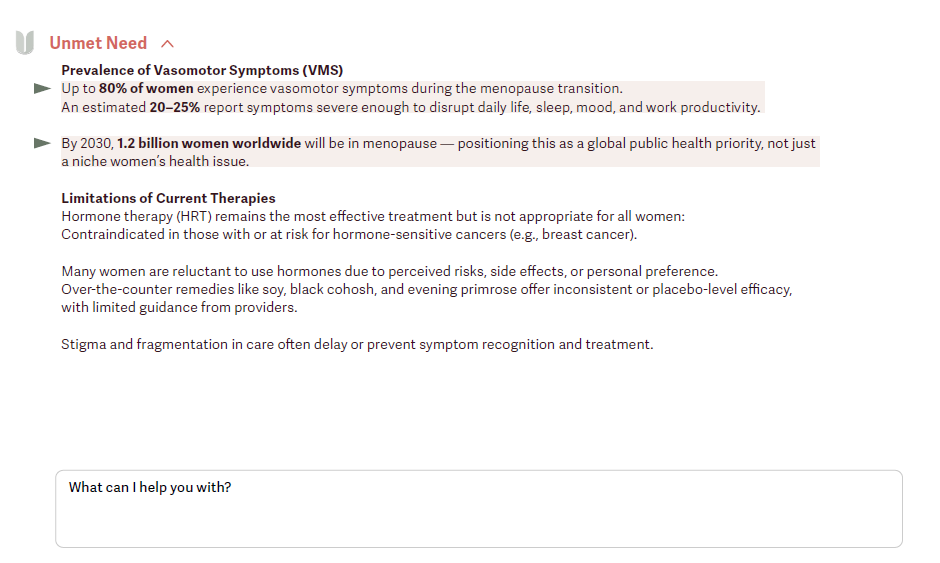 Unmet Need
Prevalence of Vasomotor Symptoms (VMS)
Up to 80% of women experience vasomotor symptoms during the menopause transition.
An estimated 20–25% report symptoms severe enough to disrupt daily life, sleep, mood, and work productivity.
By 2030, 1.2 billion women worldwide will be in menopause — positioning this as a global public health priority, not just
a niche women's health issue.
Limitations of Current Therapies
Hormone therapy (HRT) remains the most effective treatment but is not appropriate for all women:
Contraindicated in those with or at risk for hormone-sensitive cancers (e.g., breast cancer).
Many women are reluctant to use hormones due to perceived risks, side effects, or personal preference.
Over-the-counter remedies like soy, black cohosh, and evening primrose offer inconsistent or placebo-level efficacy,
with limited guidance from providers.
Stigma and fragmentation in care often delay or prevent symptom recognition and treatment.
What can I help you with?